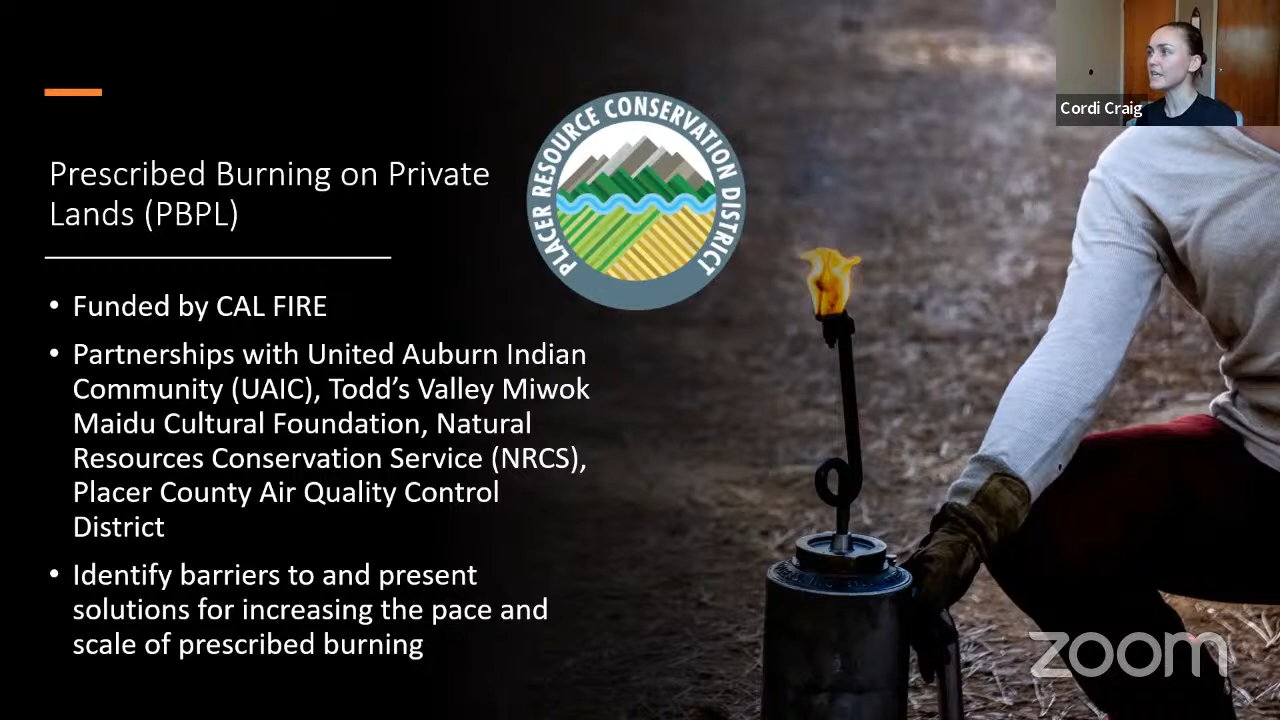 Cordi Craig
PLACER RESOURCE CONSERVATION DISTRICT
Prescribed Burning on Private
Lands (PBPL)
• Funded by CAL FIRE
• Partnerships with United Auburn Indian
Community (UAIC), Todd’s Valley Miwok
Maidu Cultural Foundation, Natural
Resources Conservation Service (NRCS),
Placer County Air Quality Control
District
• Identify barriers to and present
solutions for increasing the pace and
scale of prescribed burning
zoom